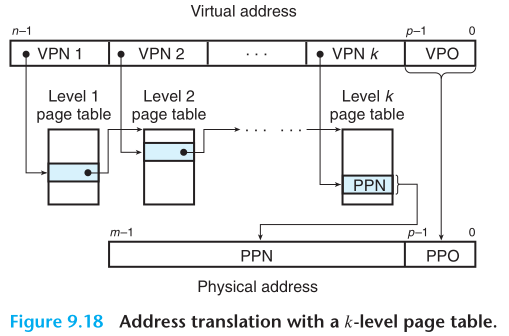 Virtual address
n–1 p–1 0
VPN 1 VPN 2 . . . VPN k VPO
Level 1 Level 2 Level k
page table page table page table
. . . . . .
PPN
m–1 p–1 0
PPN PPO
Physical address
Figure 9.18 Address translation with a k-level page table.